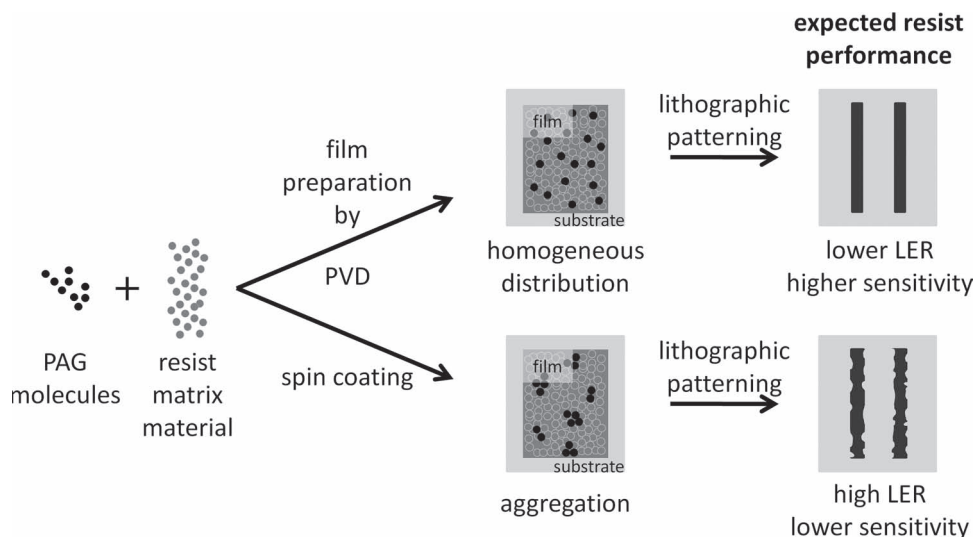 expected resist
performance
film
preparation
by
PVD
spin coating
PAG
molecules
+
resist
matrix
material
film
substrate
homogeneous
distribution
lithographic
patterning
lower LER
higher sensitivity
film
substrate
aggregation
lithographic
patterning
high LER
lower sensitivity